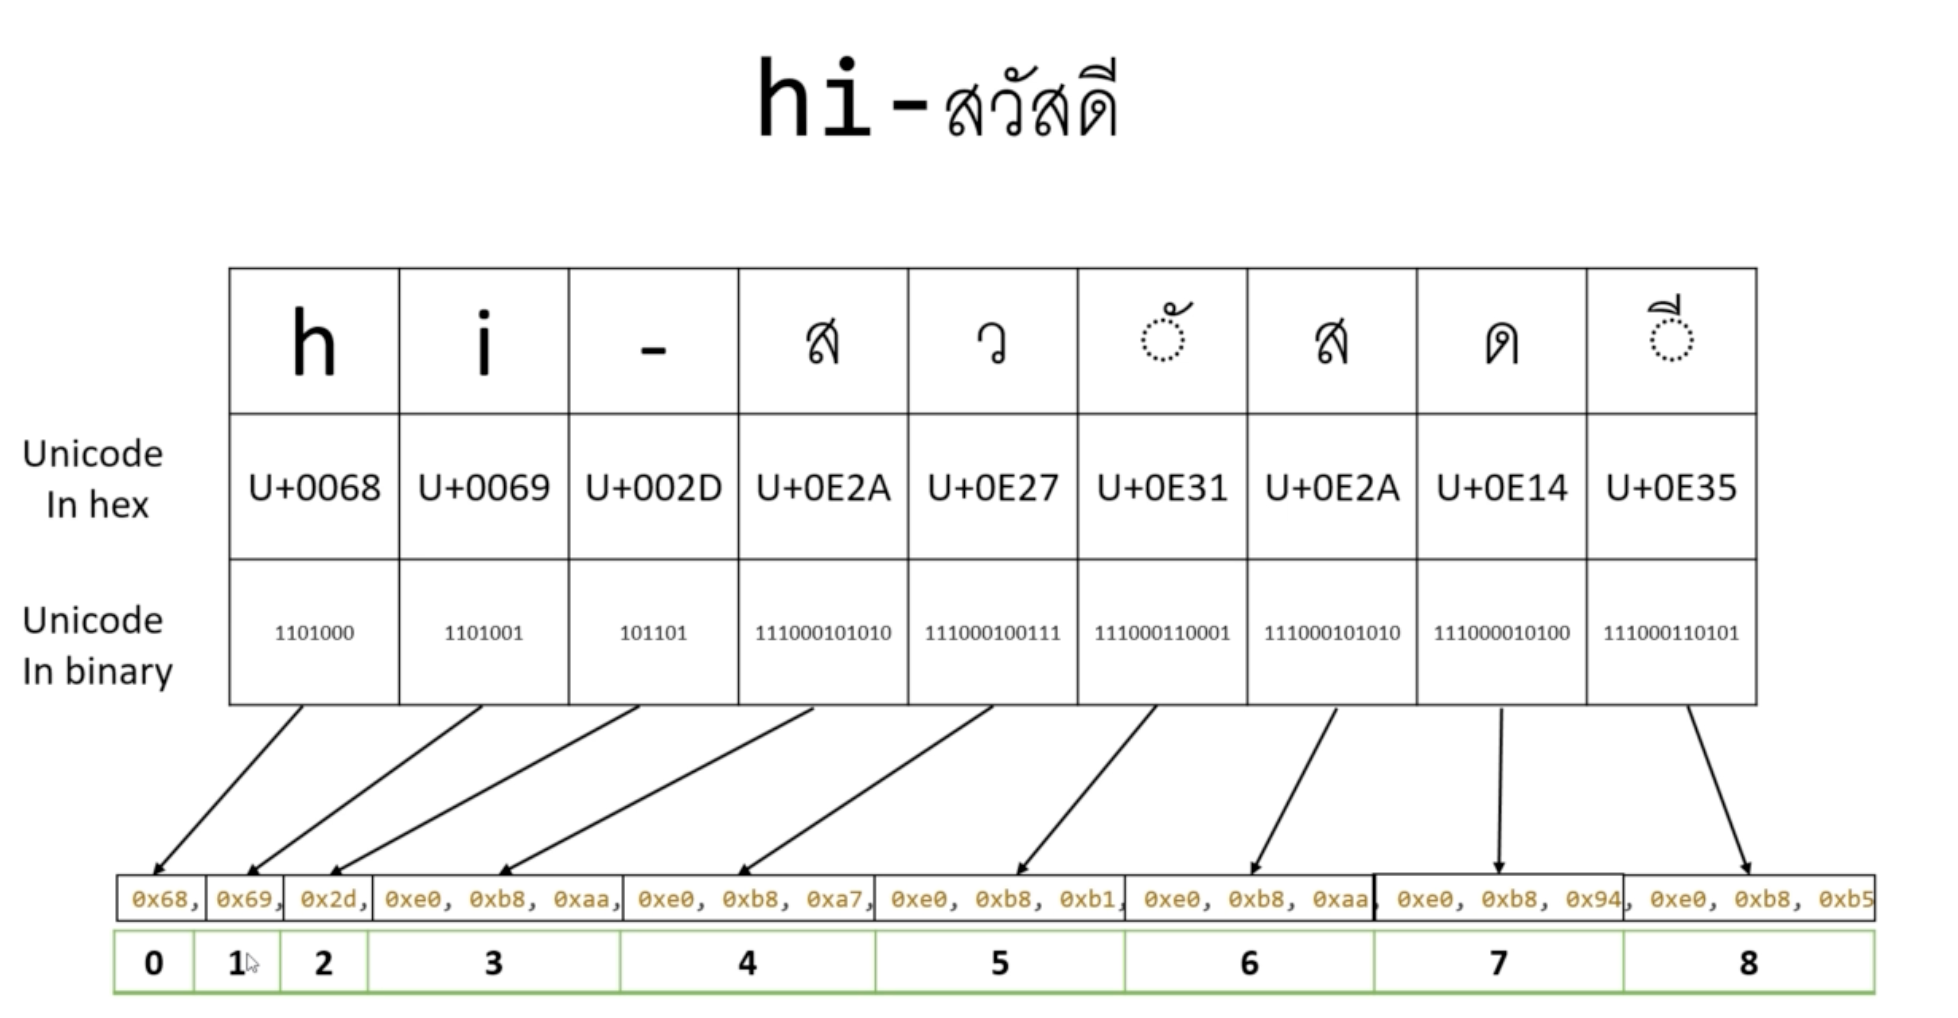 hi-สวัสดี
h i - ส ว ั ส ด ี
Unicode
In hex
U+0068 U+0069 U+002D U+0E2A U+0E27 U+0E31 U+0E2A U+0E14 U+0E35
Unicode
In binary
1101000 1101001 101101 111000101010 111000100111 111000110001 111000101010 111000010100 111000110101
0x68, 0x69, 0x2d, 0xe0, 0xb8, 0xaa, 0xe0, 0xb8, 0xa7, 0xe0, 0xb8, 0xb1, 0xe0, 0xb8, 0xaa, 0xe0, 0xb8, 0x94, 0xe0, 0xb8, 0xb5
0 1 2 3 4 5 6 7 8